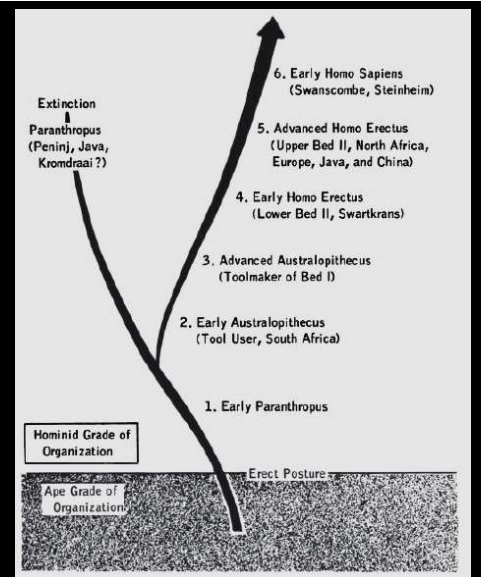 6. Early Homo Sapiens
(Swanscombe, Steinheim)
Extinction
Paranthropus
(Peninj, Java,
Kromdraai?)
5. Advanced Homo Erectus
(Upper Bed II, North Africa,
Europe, Java, and China)
4. Early Homo Erectus
(Lower Bed II, Swartkrans)
3. Advanced Australopithecus
(Toolmaker of Bed I)
2. Early Australopithecus
(Tool User, South Africa)
1. Early Paranthropus
Hominid Grade of
Organization
Erect Posture
Ape Grade of
Organization